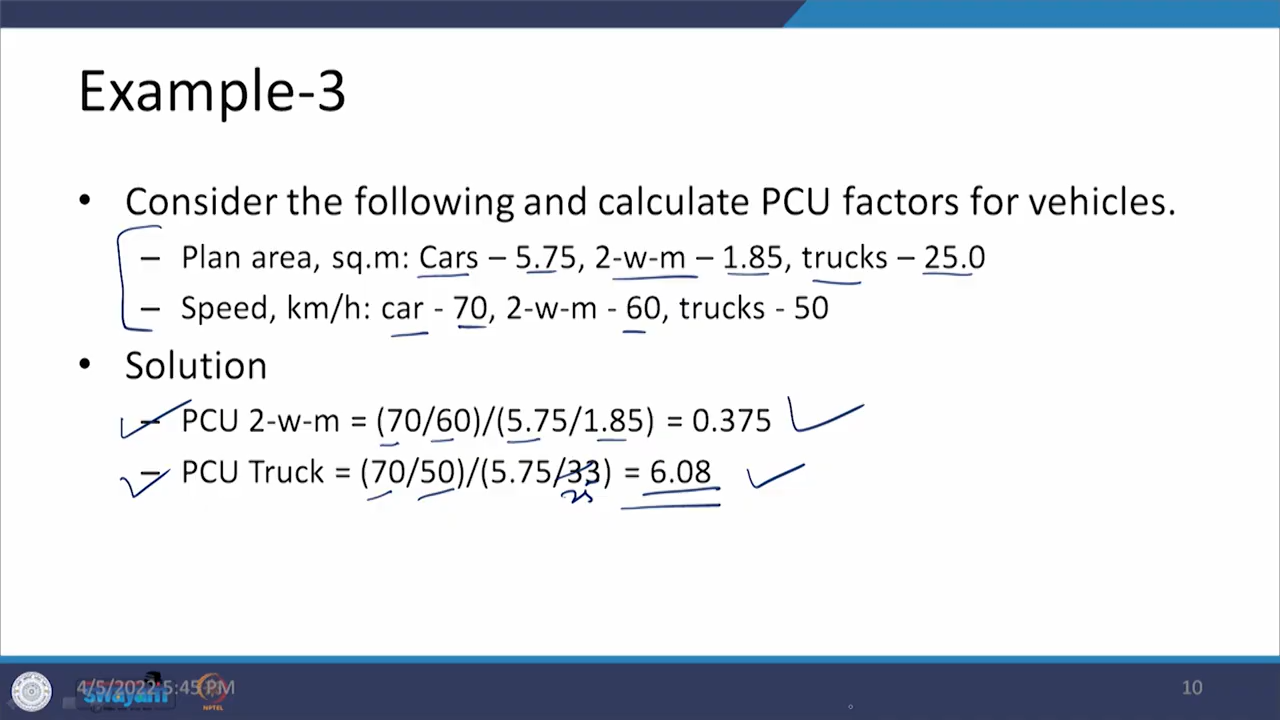 Example-3
• Consider the following and calculate PCU factors for vehicles.
– Plan area, sq.m: Cars – 5.75, 2-w-m – 1.85, trucks – 25.0
– Speed, km/h: car - 70, 2-w-m - 60, trucks - 50
• Solution
– PCU 2-w-m = (70/60)/(5.75/1.85) = 0.375
– PCU Truck = (70/50)/(5.75/33) = 6.08
25
4/5/2022 5:45 PM
swayam
NPTEL
10